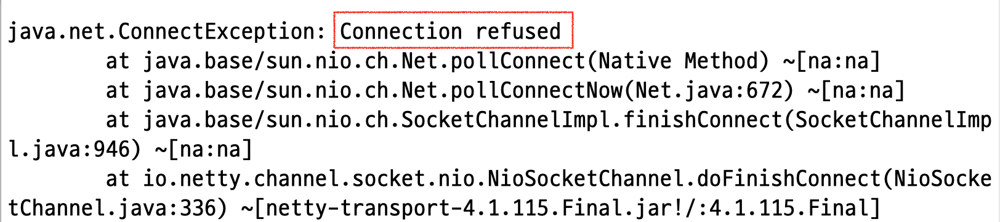 java.net.ConnectException: Connection refused
at java.base/sun.nio.ch.Net.pollConnect(Native Method) ~[na:na]
at java.base/sun.nio.ch.Net.pollConnectNow(Net.java:672) ~[na:na]
at java.base/sun.nio.ch.SocketChannelImpl.finishConnect(SocketChannelImp
l.java:946) ~[na:na]
at io.netty.channel.socket.nio.NioSocketChannel.doFinishConnect(NioSocke
tChannel.java:336) ~[netty-transport-4.1.115.Final.jar!/:4.1.115.Final]